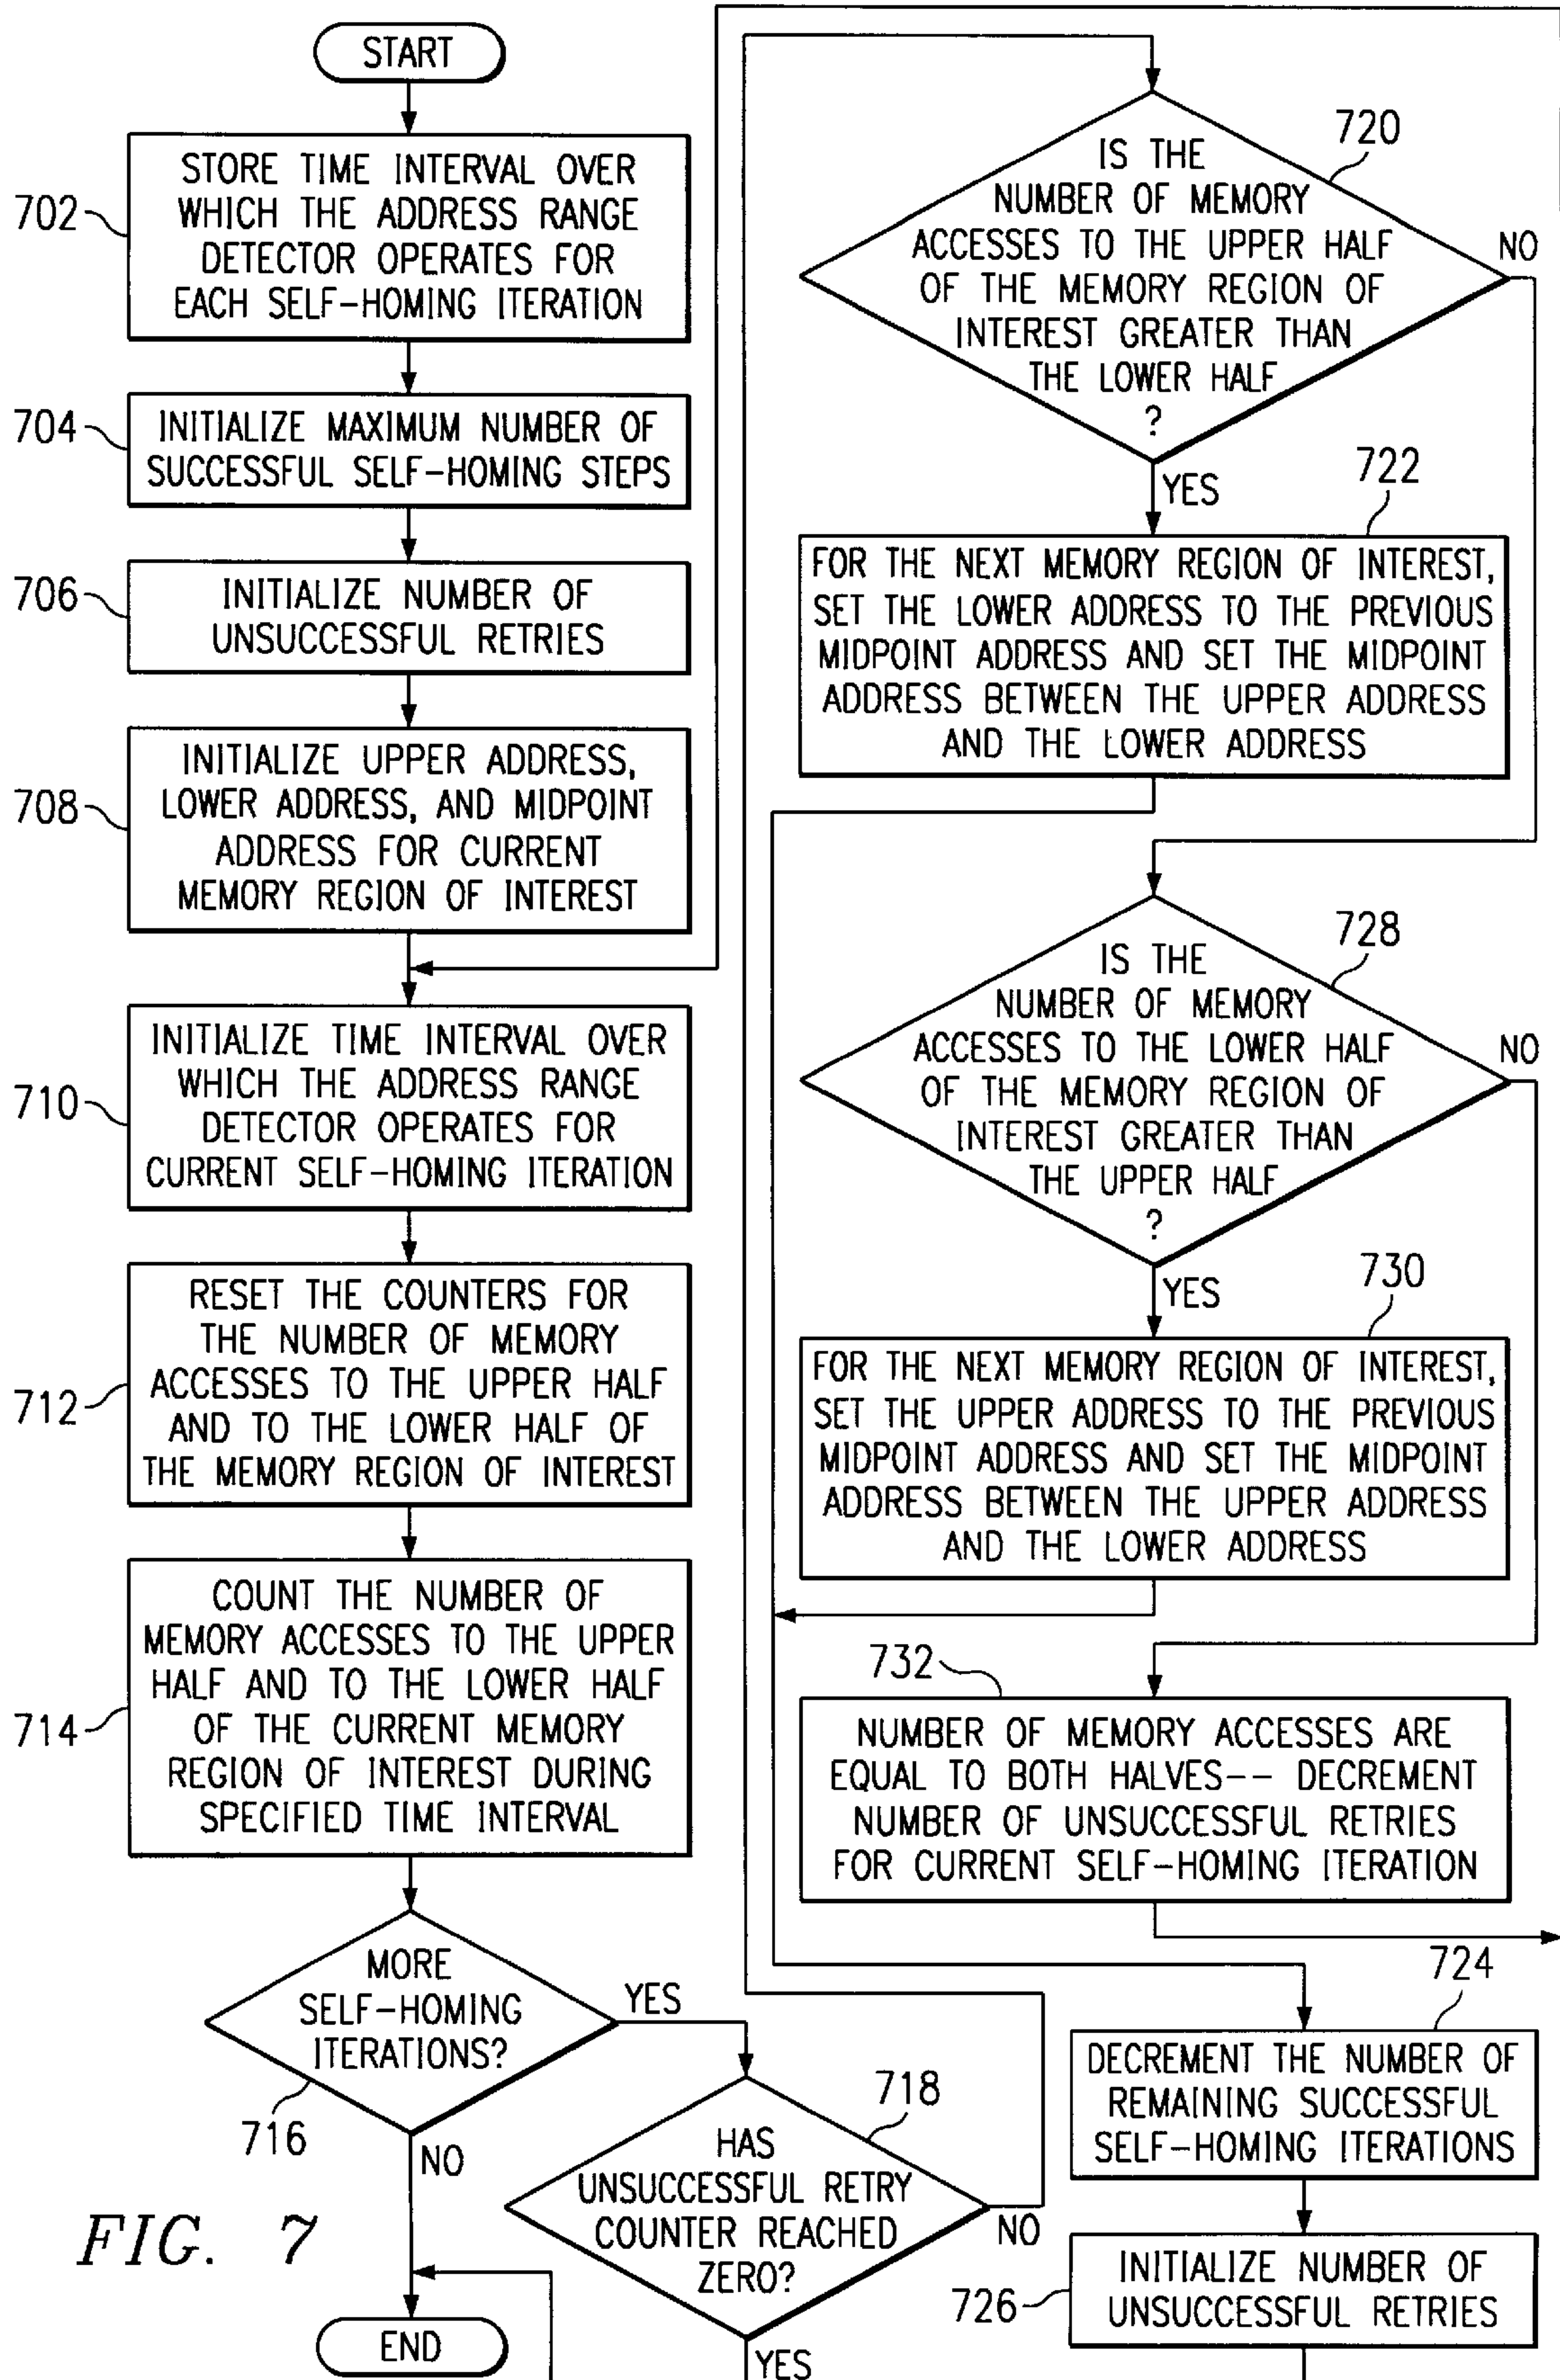 START
702
STORE TIME INTERVAL OVER
WHICH THE ADDRESS RANGE
DETECTOR OPERATES FOR
EACH SELF-HOMING ITERATION
704
INITIALIZE MAXIMUM NUMBER OF
SUCCESSFUL SELF-HOMING STEPS
706
INITIALIZE NUMBER OF
UNSUCCESSFUL RETRIES
708
INITIALIZE UPPER ADDRESS,
LOWER ADDRESS, AND MIDPOINT
ADDRESS FOR CURRENT
MEMORY REGION OF INTEREST
710
INITIALIZE TIME INTERVAL OVER
WHICH THE ADDRESS RANGE
DETECTOR OPERATES FOR
CURRENT SELF-HOMING ITERATION
712
RESET THE COUNTERS FOR
THE NUMBER OF MEMORY
ACCESSES TO THE UPPER HALF
AND TO THE LOWER HALF OF
THE MEMORY REGION OF INTEREST
714
COUNT THE NUMBER OF
MEMORY ACCESSES TO THE UPPER
HALF AND TO THE LOWER HALF
OF THE CURRENT MEMORY
REGION OF INTEREST DURING
SPECIFIED TIME INTERVAL
MORE
SELF-HOMING
ITERATIONS?
716
YES
NO
718
HAS
UNSUCCESSFUL RETRY
COUNTER REACHED
ZERO?
NO
YES
END
FIG. 7
720
IS THE
NUMBER OF MEMORY
ACCESSES TO THE UPPER HALF
OF THE MEMORY REGION OF
INTEREST GREATER THAN
THE LOWER HALF
?
NO
YES
722
FOR THE NEXT MEMORY REGION OF INTEREST,
SET THE LOWER ADDRESS TO THE PREVIOUS
MIDPOINT ADDRESS AND SET THE MIDPOINT
ADDRESS BETWEEN THE UPPER ADDRESS
AND THE LOWER ADDRESS
728
IS THE
NUMBER OF MEMORY
ACCESSES TO THE LOWER HALF
OF THE MEMORY REGION OF
INTEREST GREATER THAN
THE UPPER HALF
?
NO
YES
730
FOR THE NEXT MEMORY REGION OF INTEREST,
SET THE UPPER ADDRESS TO THE PREVIOUS
MIDPOINT ADDRESS AND SET THE MIDPOINT
ADDRESS BETWEEN THE UPPER ADDRESS
AND THE LOWER ADDRESS
732
NUMBER OF MEMORY ACCESSES ARE
EQUAL TO BOTH HALVES-- DECREMENT
NUMBER OF UNSUCCESSFUL RETRIES
FOR CURRENT SELF-HOMING ITERATION
724
DECREMENT THE NUMBER OF
REMAINING SUCCESSFUL
SELF-HOMING ITERATIONS
726
INITIALIZE NUMBER OF
UNSUCCESSFUL RETRIES